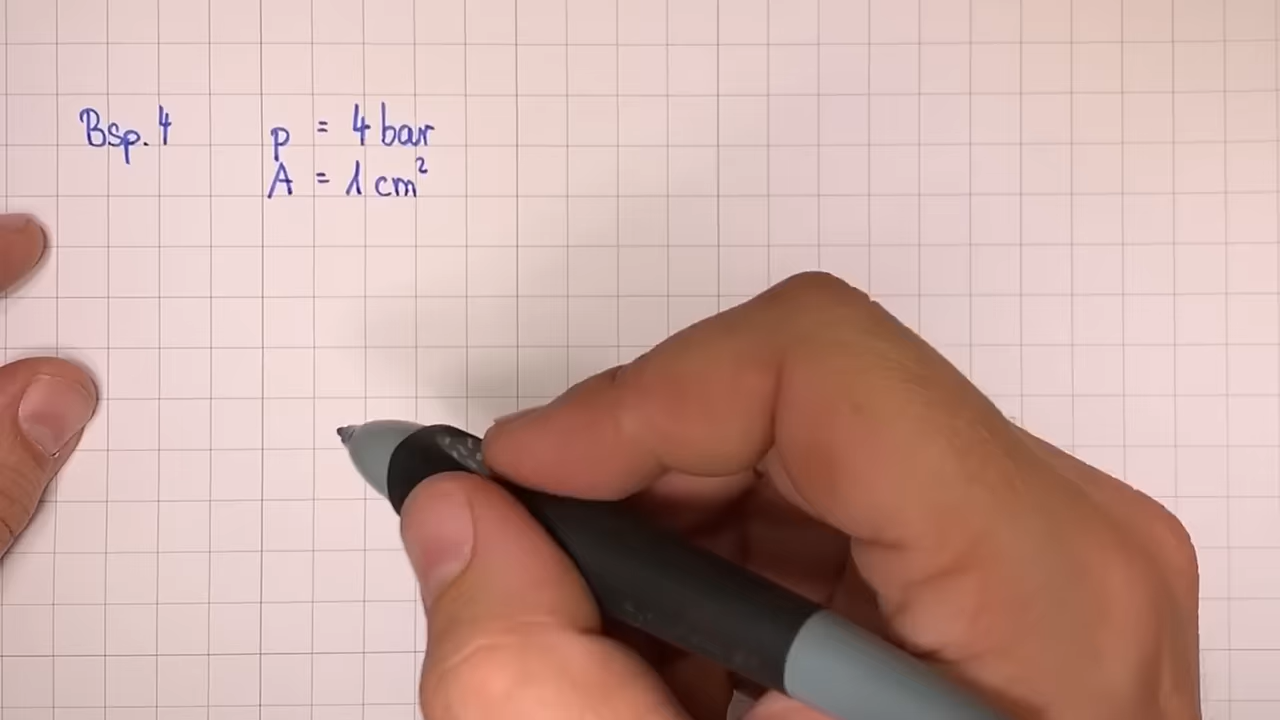 Bsp. 4 p = 4 bar
A = 1 cm²